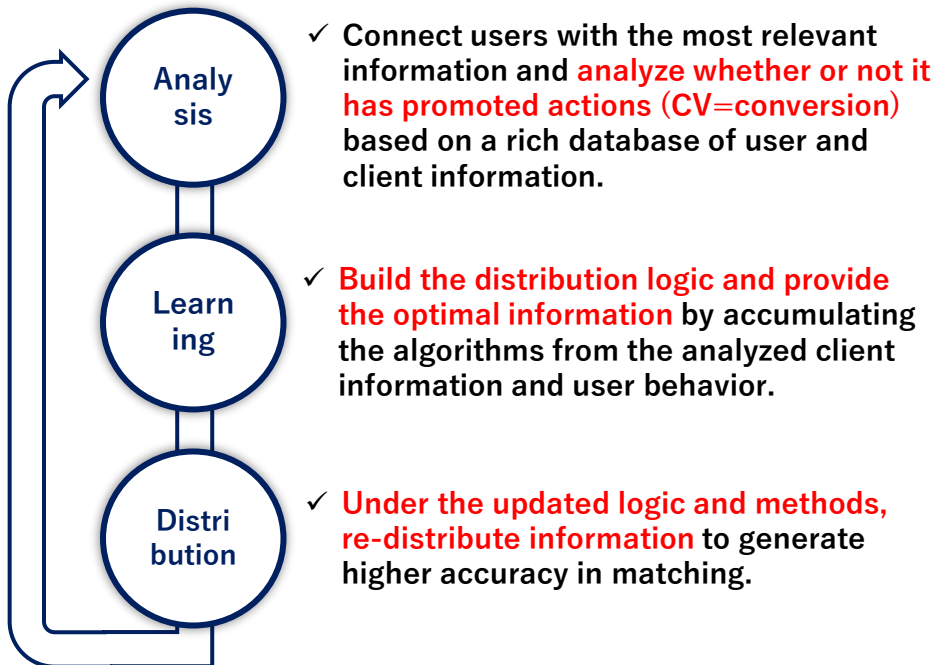 Analy
sis
✓ Connect users with the most relevant
information and analyze whether or not it
has promoted actions (CV=conversion)
based on a rich database of user and
client information.
Learn
ing
✓ Build the distribution logic and provide
the optimal information by accumulating
the algorithms from the analyzed client
information and user behavior.
Distri
bution
✓ Under the updated logic and methods,
re-distribute information to generate
higher accuracy in matching.